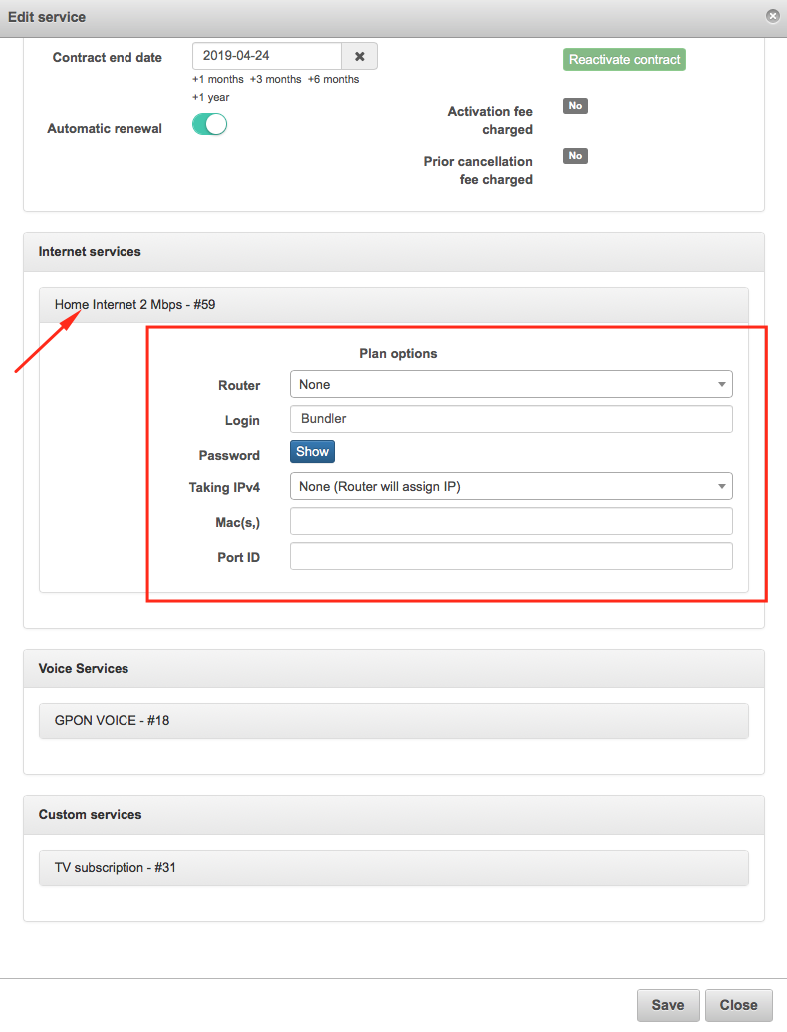 Edit service
Contract end date
2019-04-24
+1 months +3 months +6 months
+1 year
Automatic renewal
Reactivate contract
Activation fee
charged
No
Prior cancellation
fee charged
No
Internet services
Home Internet 2 Mbps - #59
Plan options
Router
None
Login
Bundler
Password
Show
Taking IPv4
None (Router will assign IP)
Mac(s,)
Port ID
Voice Services
GPON VOICE - #18
Custom services
TV subscription - #31
Save
Close